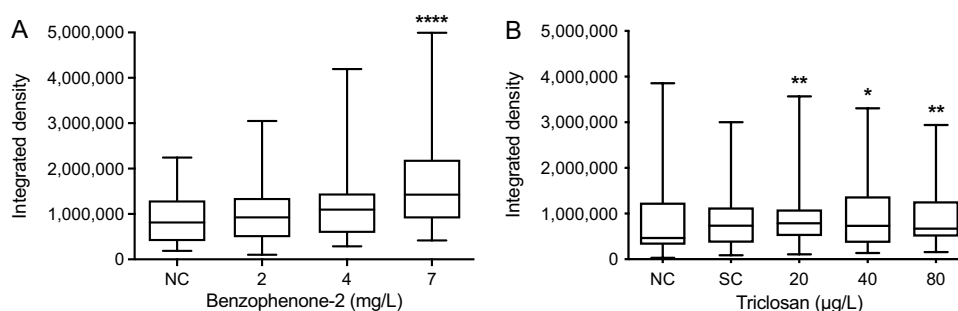 A
Integrated density
5,000,000
4,000,000
3,000,000
2,000,000
1,000,000
0
****
NC
2
4
7
Benzophenone-2 (mg/L)
B
Integrated density
5,000,000
4,000,000
3,000,000
2,000,000
1,000,000
0
**
*
**
NC
SC
20
40
80
Triclosan (µg/L)